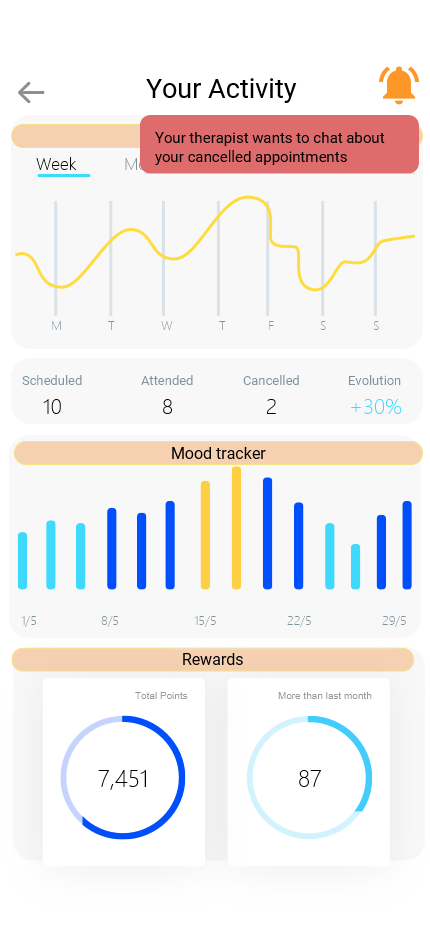 Your Activity
Your therapist wants to chat about
your cancelled appointments
Week
M T W T F S S
Scheduled Attended Cancelled Evolution
10 8 2 +30%
Mood tracker
1/5 8/5 15/5 22/5 29/5
Rewards
Total Points More than last month
7,451 87